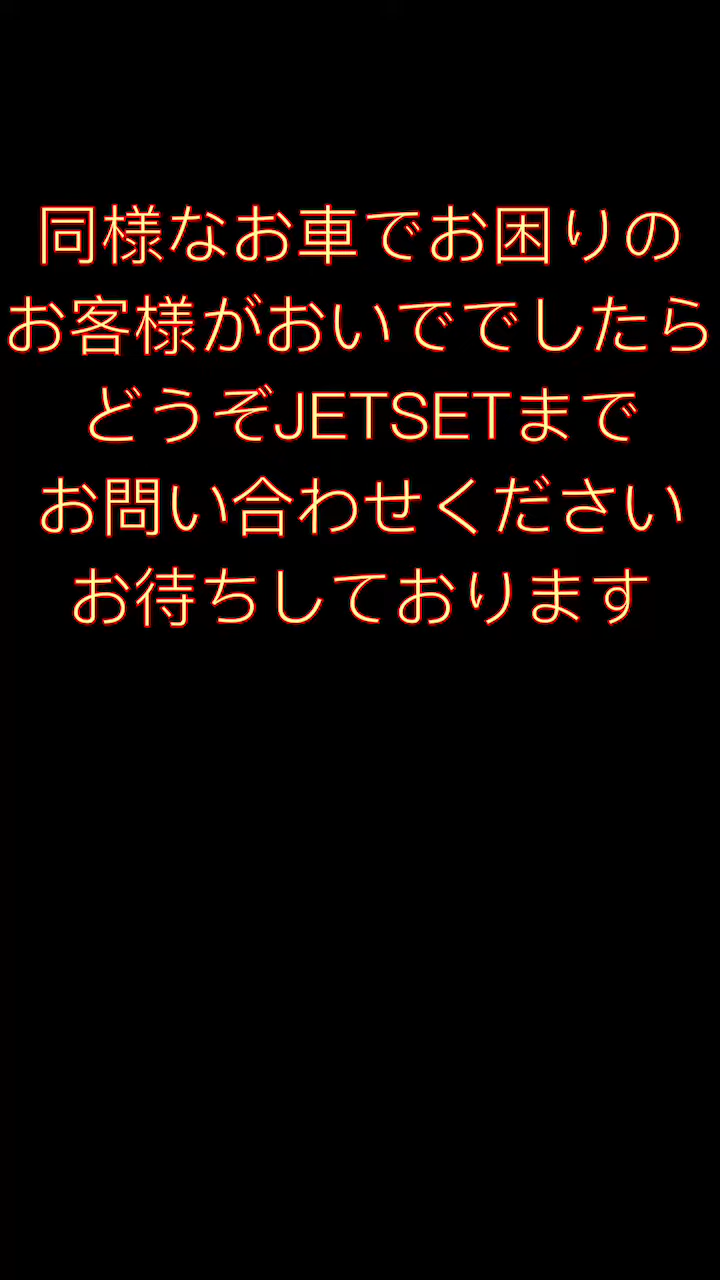 同様なお車でお困りの
お客様がおいででしたら
どうぞJETSETまで
お問い合わせください
お待ちしております